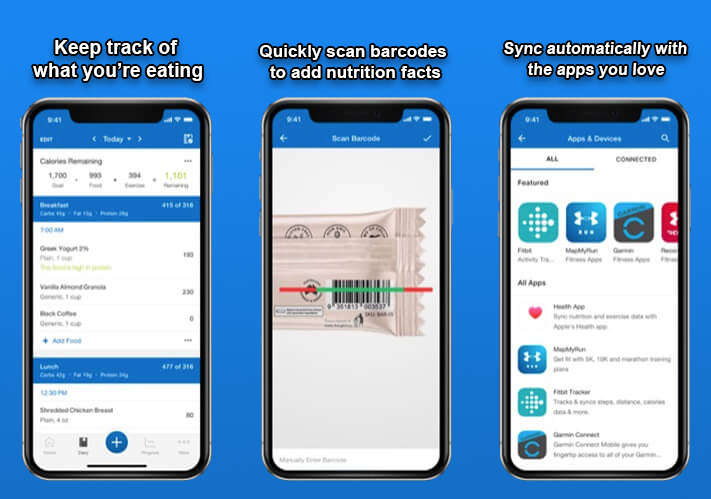 Keep track of
what you're eating
9:41
EDIT
< Today
Calories Remaining
1,700 - 993 + 394 = 1,101
Goal Food Exercise Remaining
Breakfast 415 of 316
Carbs 45g Fat 15g Protein 28g
7:00 AM
Greek Yogurt 2% 193
Plain, 1 cup
This food is high in protein.
Vanilla Almond Granola 230
Generic, 1 cup
Black Coffee 0
Generic, 1 cup
+ Add Food
Lunch 477 of 316
Fat 15g Protein 34g
12:30 PM
Shredded Chicken Breast 80
Plain, 4 oz
Home Diary Progress More
Quickly scan barcodes
to add nutrition facts
9:41
Scan Barcode
9 351813 003537
SKU-BAR-05
Manually Enter Barcode
Sync automatically with
the apps you love
9:41
Apps & Devices
ALL CONNECTED
Featured
GARMIN
Fitbit MapMyRun Garmin
Activity Tra... Fitness Apps Fitness Apps
All Apps
Health App
Sync nutrition and exercise data with
Apple's Health app.
MapMyRun
Get fit with 5K, 10K and marathon training
plans
Fitbit Tracker
Tracks & syncs steps, distance, calories
data & more.
Garmin Connect
Garmin Connect Mobile gives you
fingertip access to all of your Garmin...